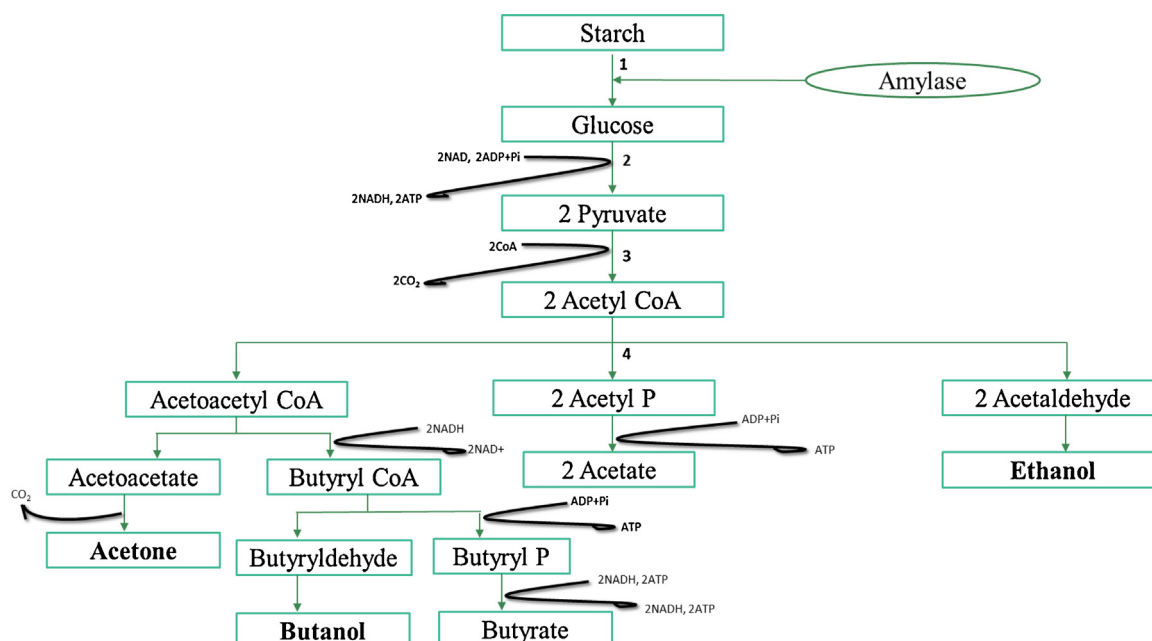 Starch
1
Amylase
Glucose
2NAD, 2ADP+Pi
2
2NADH, 2ATP
2 Pyruvate
2CoA
3
2CO₂
2 Acetyl CoA
4
Acetoacetyl CoA
2 Acetyl P
2 Acetaldehyde
2NADH
ADP+Pi
2NAD+
ATP
Acetoacetate
Butyryl CoA
2 Acetate
Ethanol
CO₂
ADP+Pi
ATP
Acetone
Butyryldehyde
Butyryl P
2NADH, 2ATP
2NADH, 2ATP
Butanol
Butyrate